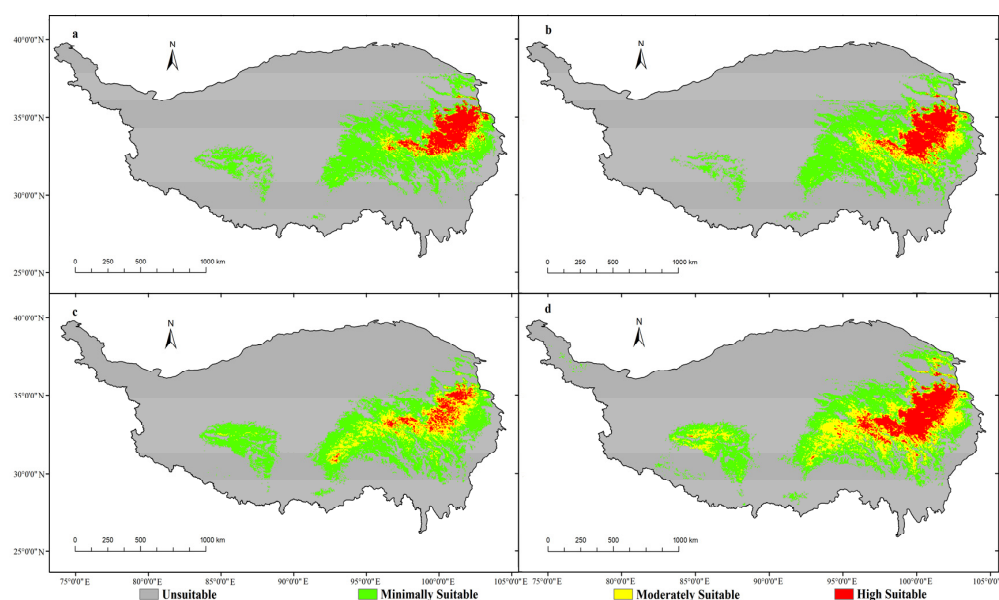 a
b
40°0'0"N
N
N
35°0'0"N
30°0'0"N
0 250 500 1000 km
0 250 500 1000 km
25°0'0"N
c
d
40°0'0"N
N
N
35°0'0"N
30°0'0"N
0 250 500 1000 km
0 250 500 1000 km
25°0'0"N
75°0'0"E 80°0'0"E 85°0'0"E 90°0'0"E 95°0'0"E 100°0'0"E 105°0'0"E 75°0'0"E 80°0'0"E 85°0'0"E 90°0'0"E 95°0'0"E 100°0'0"E 105°0'0"E
Unsuitable Minimally Suitable Moderately Suitable High Suitable